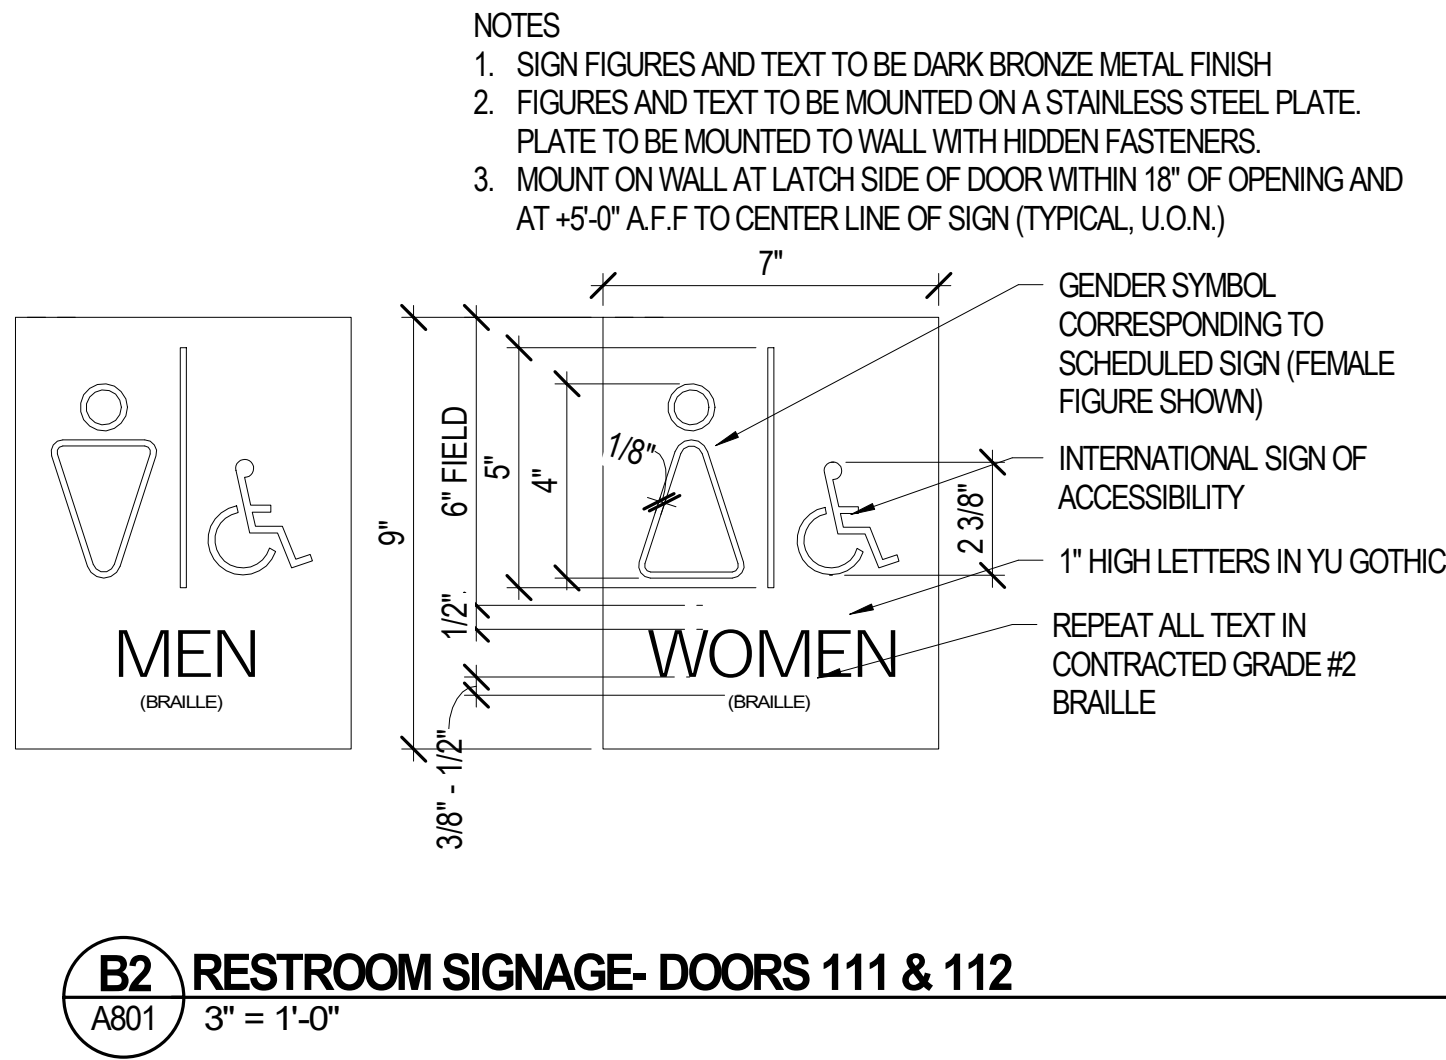 NOTES
1. SIGN FIGURES AND TEXT TO BE DARK BRONZE METAL FINISH
2. FIGURES AND TEXT TO BE MOUNTED ON A STAINLESS STEEL PLATE.
PLATE TO BE MOUNTED TO WALL WITH HIDDEN FASTENERS.
3. MOUNT ON WALL AT LATCH SIDE OF DOOR WITHIN 18" OF OPENING AND
AT +5'-0" A.F.F TO CENTER LINE OF SIGN (TYPICAL, U.O.N.)
7"
GENDER SYMBOL
CORRESPONDING TO
SCHEDULED SIGN (FEMALE
FIGURE SHOWN)
9"
6" FIELD
5"
4"
1/8"
2 3/8"
INTERNATIONAL SIGN OF
ACCESSIBILITY
1" HIGH LETTERS IN YU GOTHIC
1/2"
3/8" - 1/2"
REPEAT ALL TEXT IN
CONTRACTED GRADE #2
BRAILLE
MEN
(BRAILLE)
WOMEN
(BRAILLE)
B2
A801
RESTROOM SIGNAGE- DOORS 111 & 112
3" = 1'-0"